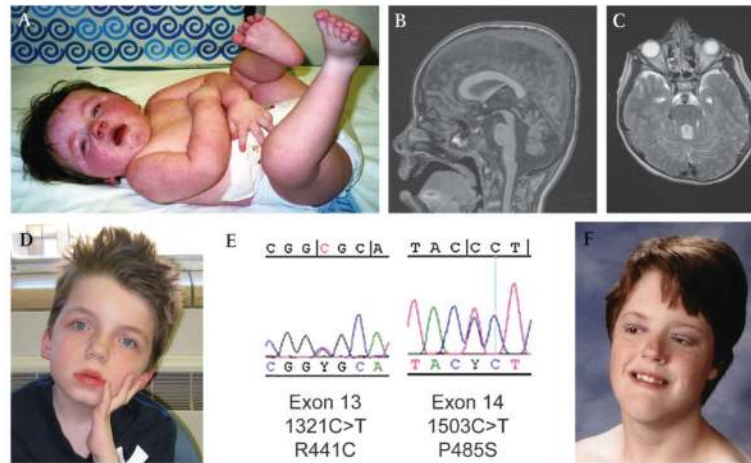 A
B
C
D
E
C G G C G C A
T A C C C T
C G G Y G C A
T A C Y C T
Exon 13
1321C>T
R441C
Exon 14
1503C>T
P485S
F